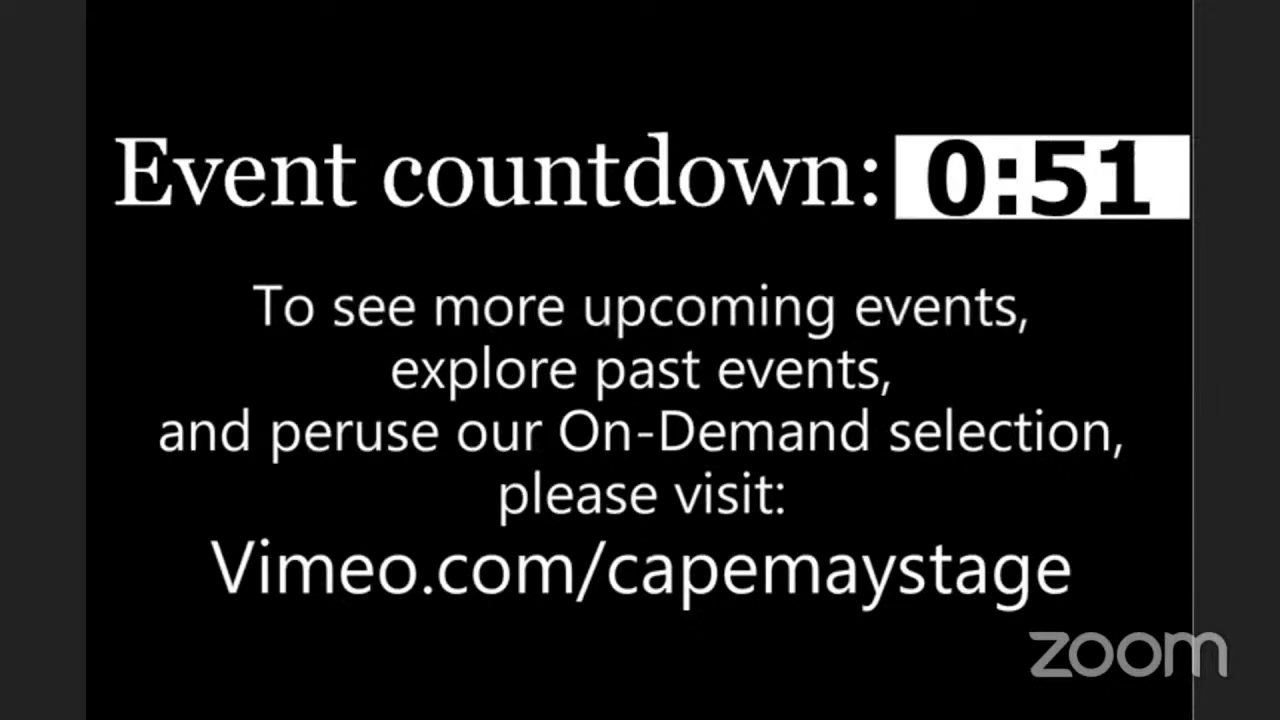 Event countdown: 0:51
To see more upcoming events,
explore past events,
and peruse our On-Demand selection,
please visit:
Vimeo.com/capemaystage
zoom